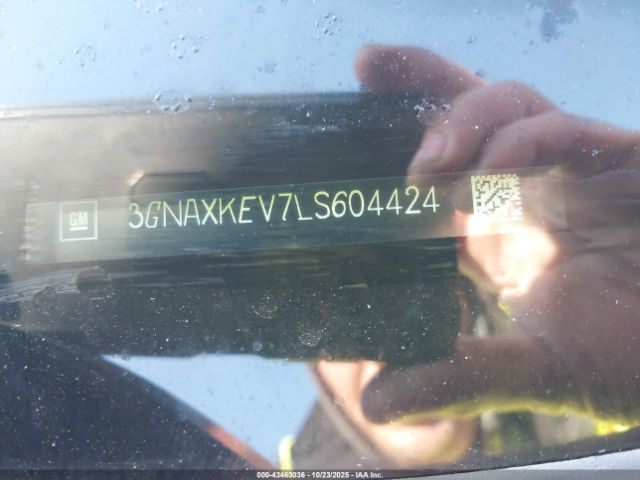 GM
3GNAXKEV7LS604424
000-43463036 - 10/23/2025 - IAA Inc.